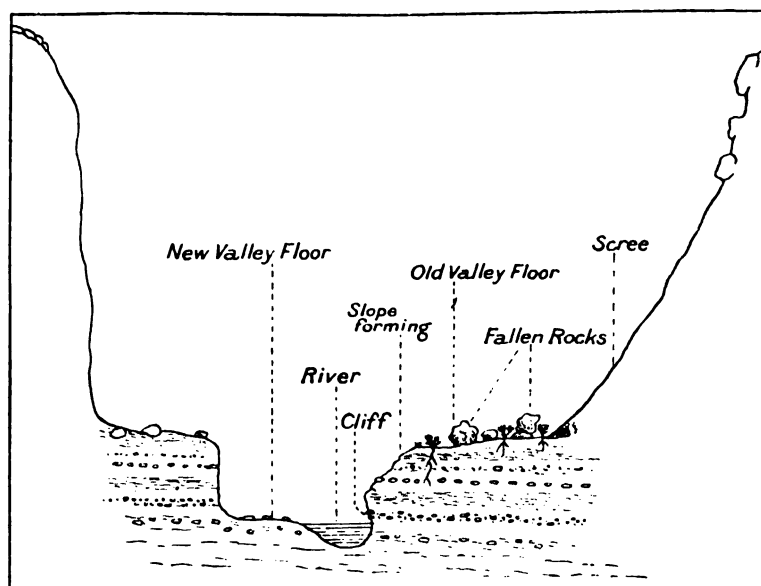 Scree
New Valley Floor
Old Valley Floor
Slope
forming
Fallen Rocks
River
Cliff